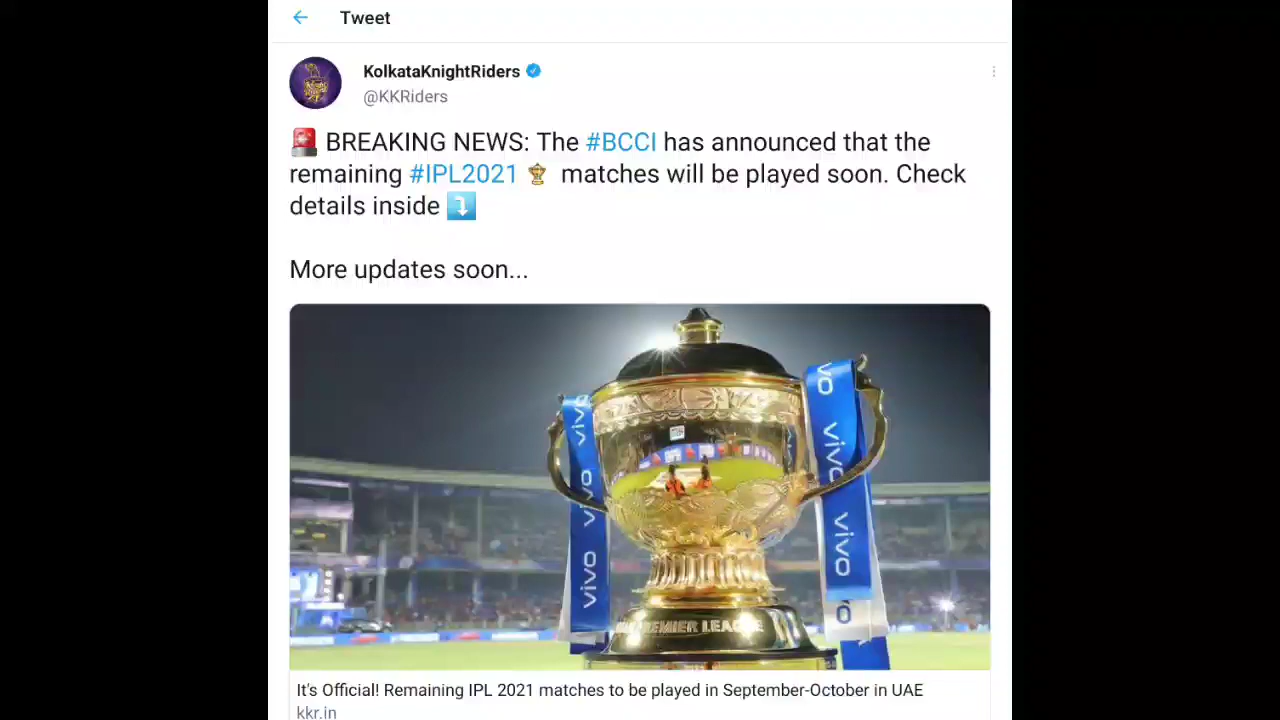 Tweet
KolkataKnightRiders
@KKRiders
🚨 BREAKING NEWS: The #BCCI has announced that the
remaining #IPL2021 🏆 matches will be played soon. Check
details inside ⤵️
More updates soon...
vivo
vivo
vivo
VO
vivo
vivo
PREMIER LEAGUE
It's Official! Remaining IPL 2021 matches to be played in September-October in UAE
kkr.in